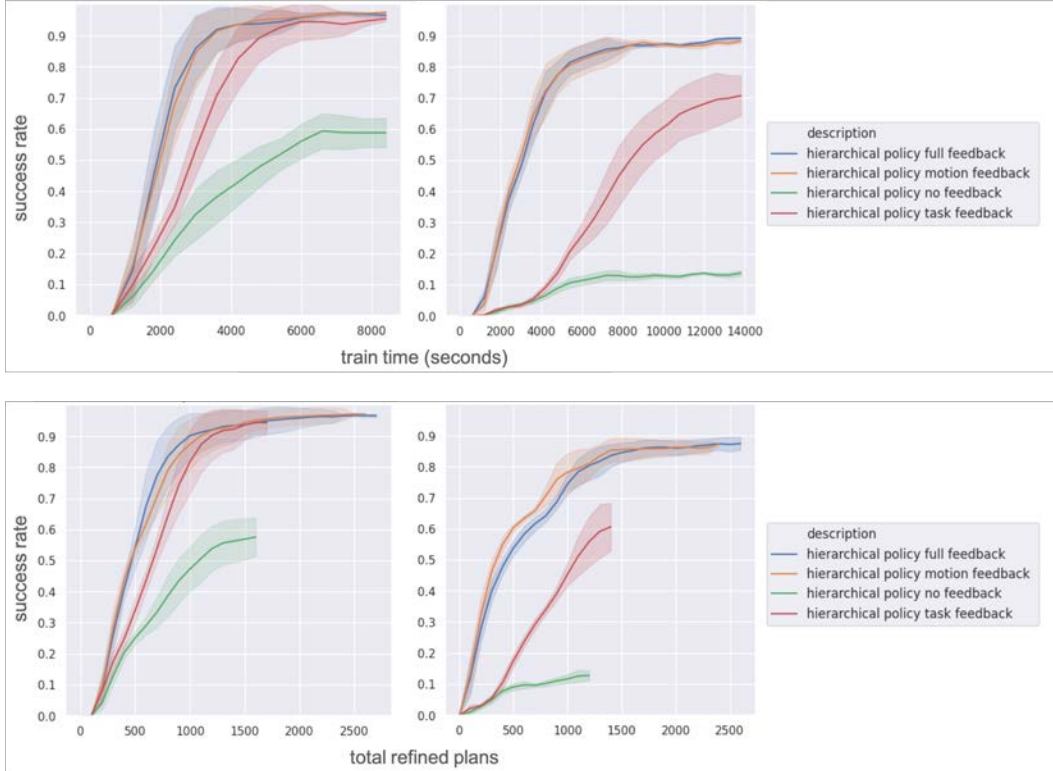 0.9
0.8
0.7
0.6
0.5
0.4
0.3
0.2
0.1
0.0
success rate
0 2000 4000 6000 8000
0.9
0.8
0.7
0.6
0.5
0.4
0.3
0.2
0.1
0.0
0 2000 4000 6000 8000 10000 12000 14000
train time (seconds)
description
hierarchical policy full feedback
hierarchical policy motion feedback
hierarchical policy no feedback
hierarchical policy task feedback
0.9
0.8
0.7
0.6
0.5
0.4
0.3
0.2
0.1
0.0
success rate
0 500 1000 1500 2000 2500
0.9
0.8
0.7
0.6
0.5
0.4
0.3
0.2
0.1
0.0
0 500 1000 1500 2000 2500
total refined plans
description
hierarchical policy full feedback
hierarchical policy motion feedback
hierarchical policy no feedback
hierarchical policy task feedback